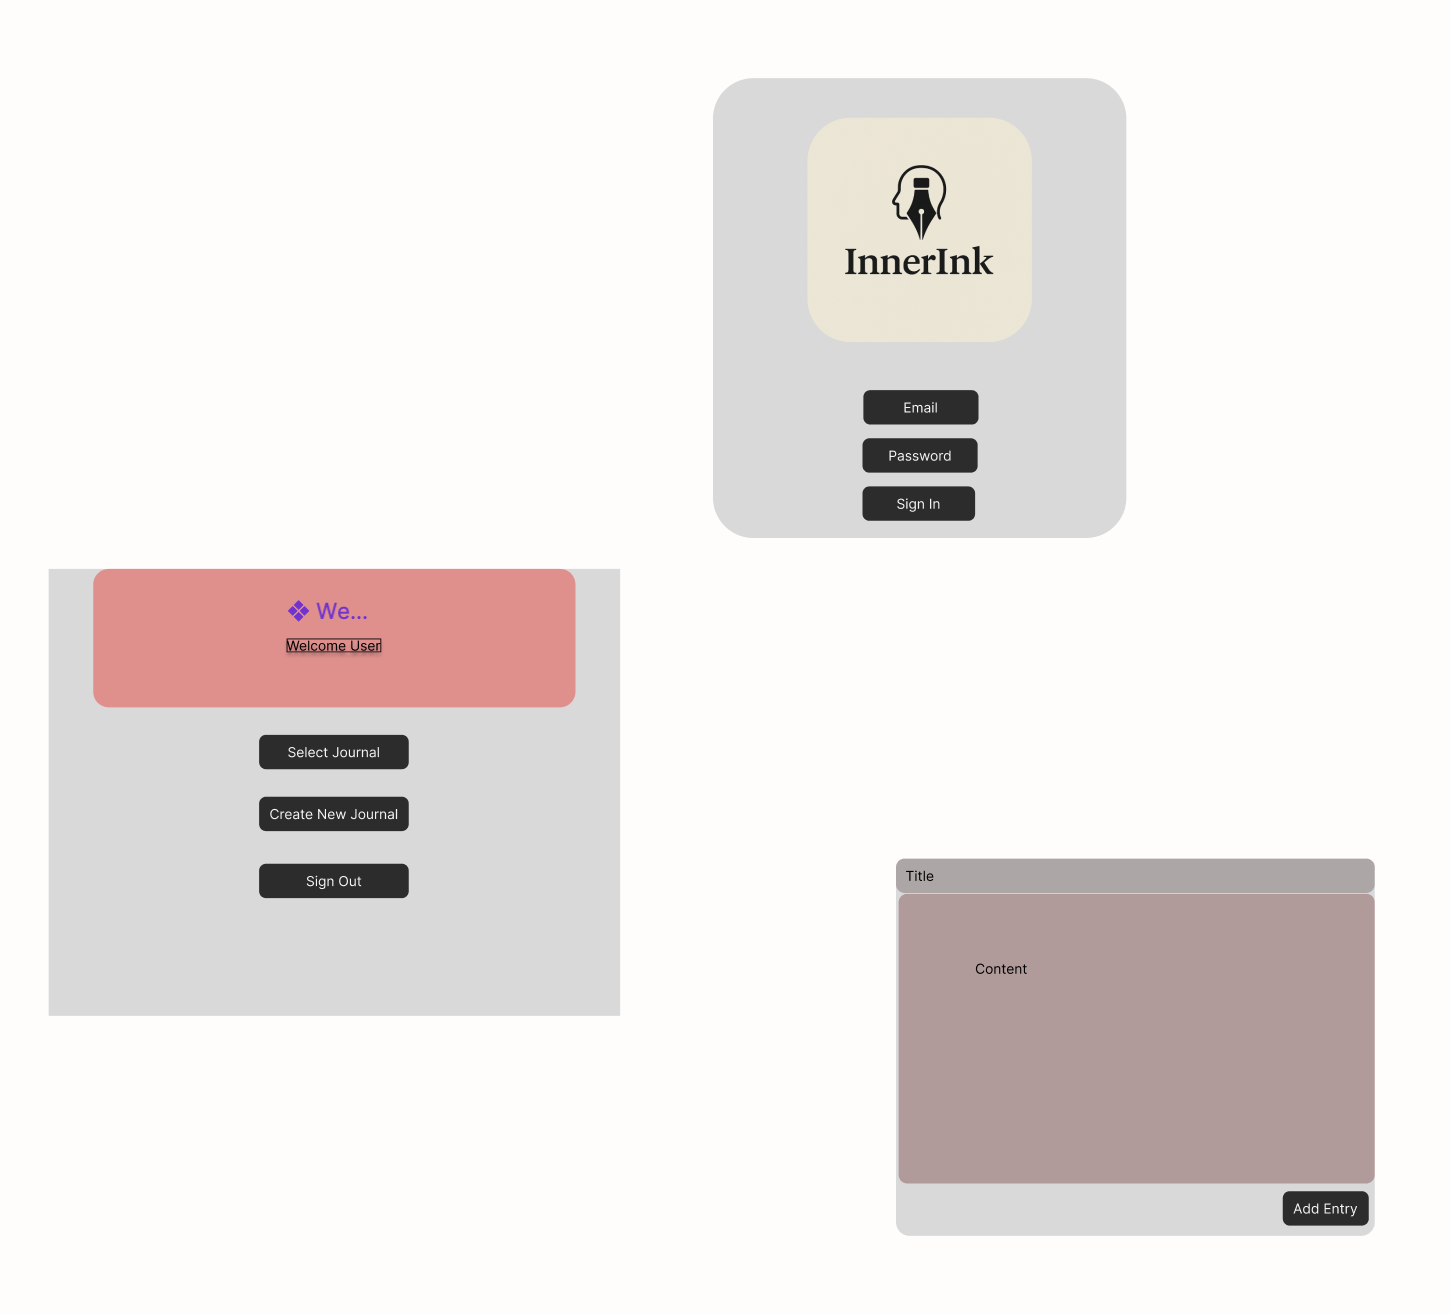 InnerInk
Email
Password
Sign In
❖ We...
Welcome User
Select Journal
Create New Journal
Sign Out
Title
Content
Add Entry